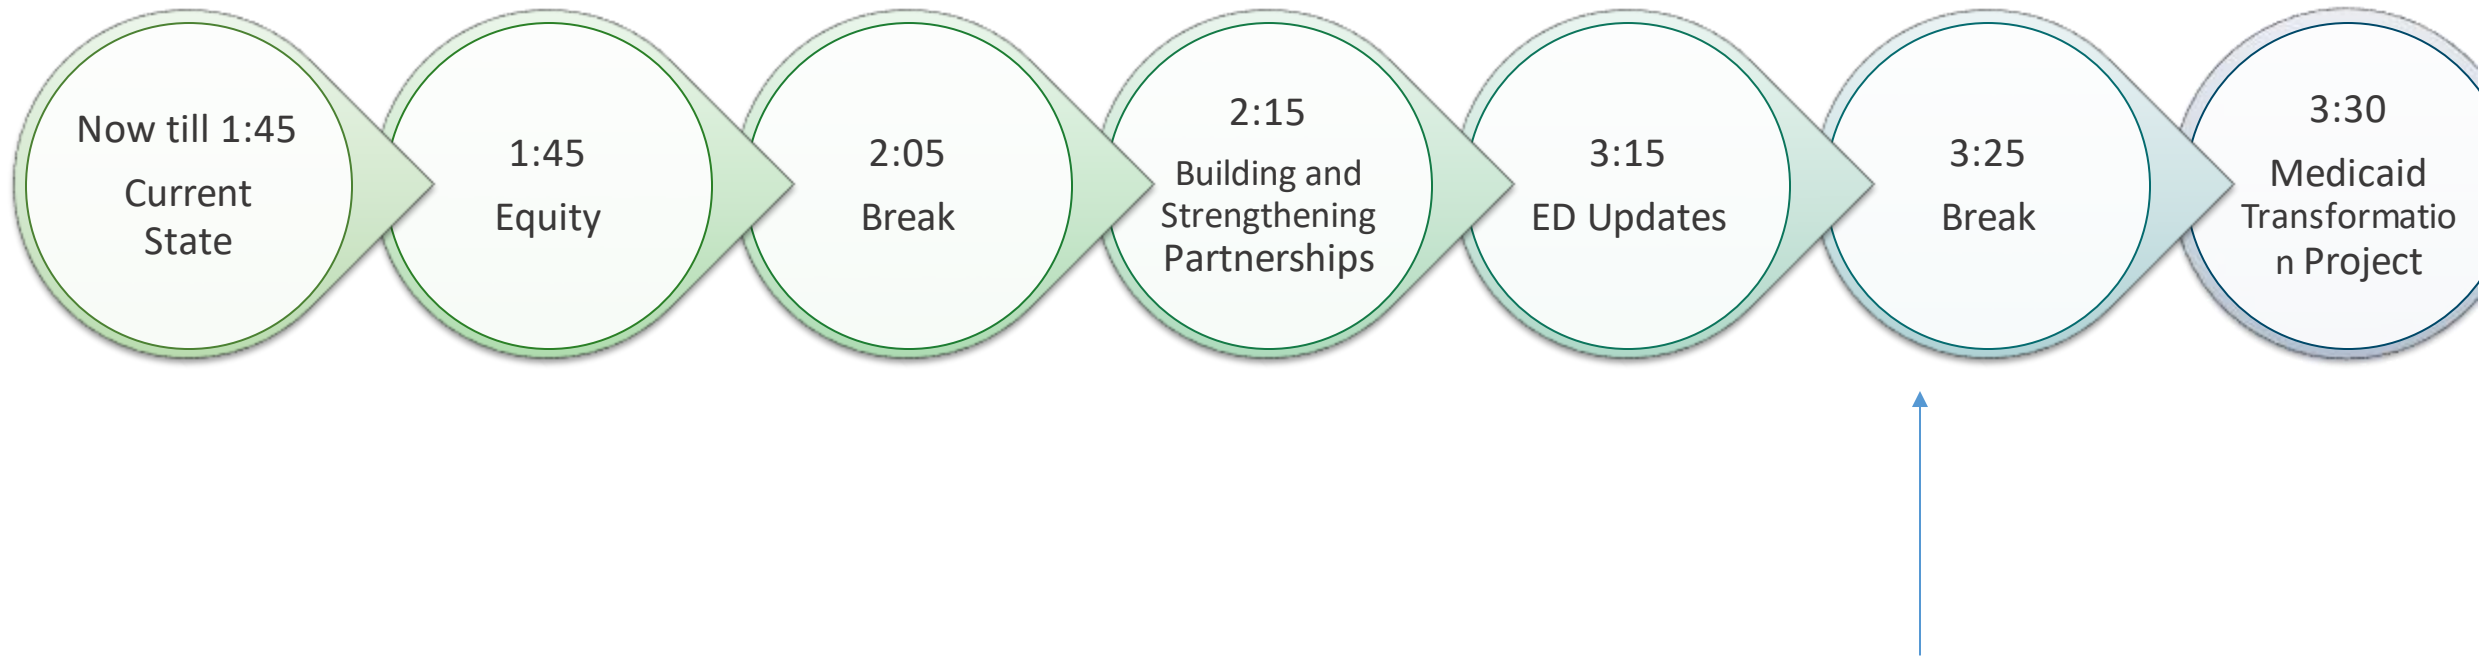 Now till 1:45
Current
State
1:45
Equity
2:05
Break
2:15
Building and
Strengthening
Partnerships
3:15
ED Updates
3:25
Break
3:30
Medicaid
Transformatio
n Project